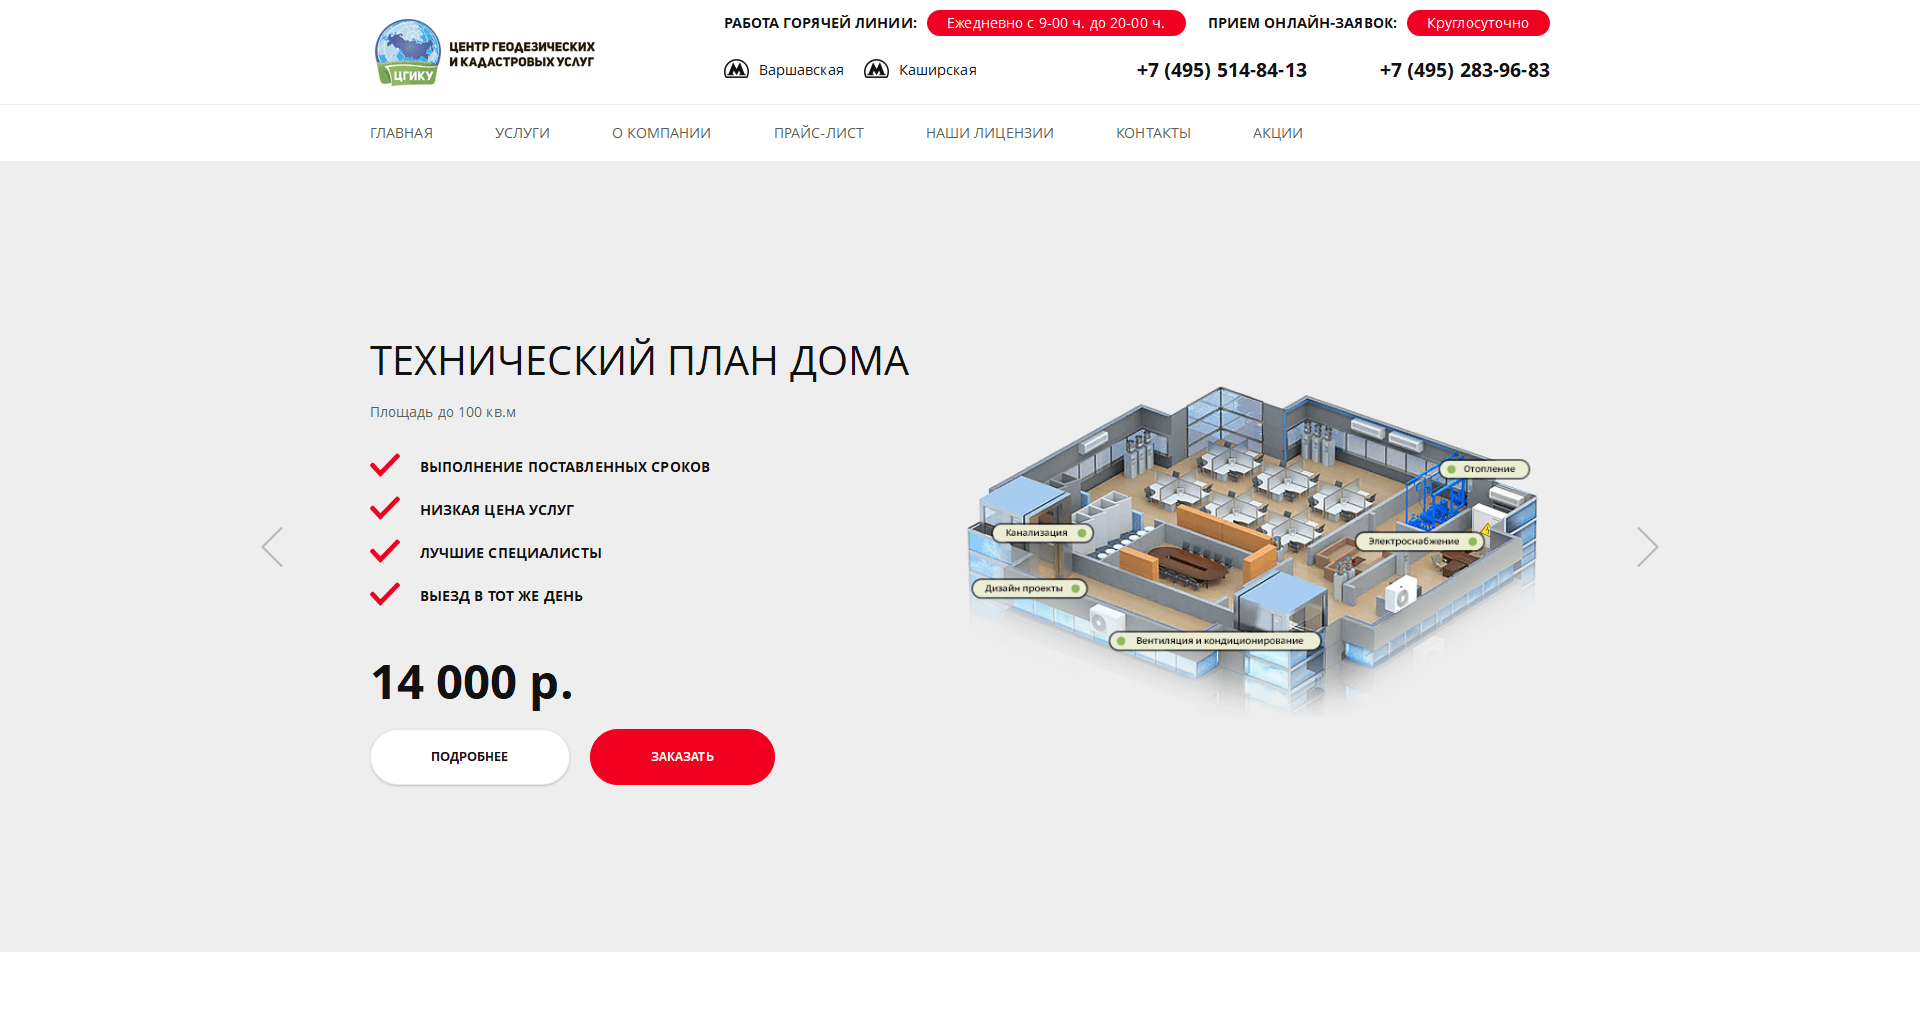 ЦЕНТР ГЕОДЕЗИЧЕСКИХ
И КАДАСТРОВЫХ УСЛУГ
ЦГИКУ
РАБОТА ГОРЯЧЕЙ ЛИНИИ: Ежедневно с 9-00 ч. до 20-00 ч. ПРИЕМ ОНЛАЙН-ЗАЯВОК: Круглосуточно
Варшавская Каширская +7 (495) 514-84-13 +7 (495) 283-96-83
ГЛАВНАЯ УСЛУГИ О КОМПАНИИ ПРАЙС-ЛИСТ НАШИ ЛИЦЕНЗИИ КОНТАКТЫ АКЦИИ
ТЕХНИЧЕСКИЙ ПЛАН ДОМА
Площадь до 100 кв.м
ВЫПОЛНЕНИЕ ПОСТАВЛЕННЫХ СРОКОВ
НИЗКАЯ ЦЕНА УСЛУГ
ЛУЧШИЕ СПЕЦИАЛИСТЫ
ВЫЕЗД В ТОТ ЖЕ ДЕНЬ
14 000 р.
ПОДРОБНЕЕ ЗАКАЗАТЬ
Отопление
Канализация
Электроснабжение
Дизайн проекты
Вентиляция и кондиционирование